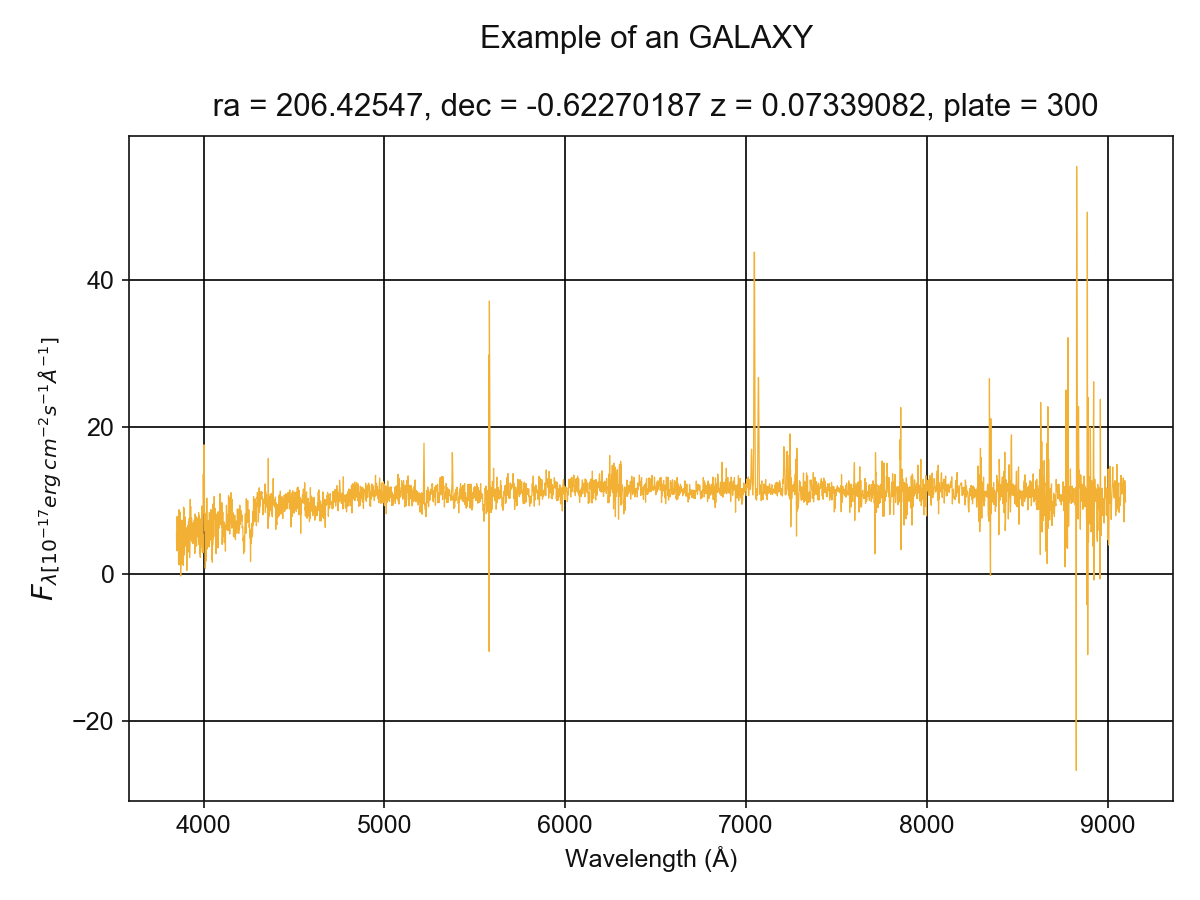 Example of an GALAXY
ra = 206.42547, dec = -0.62270187 z = 0.07339082, plate = 300
40
20
0
−20
F_λ[10^−17 erg cm^−2 s^−1 Å^−1]
4000 5000 6000 7000 8000 9000
Wavelength (Å)